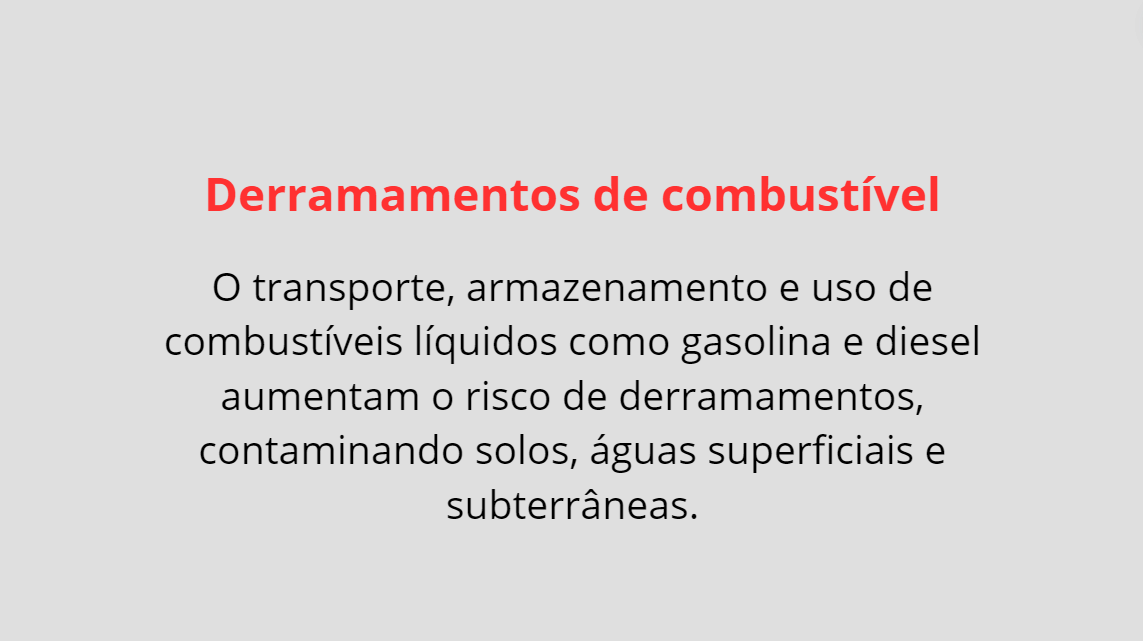 Derramamentos de combustível
O transporte, armazenamento e uso de
combustíveis líquidos como gasolina e diesel
aumentam o risco de derramamentos,
contaminando solos, águas superficiais e
subterrâneas.